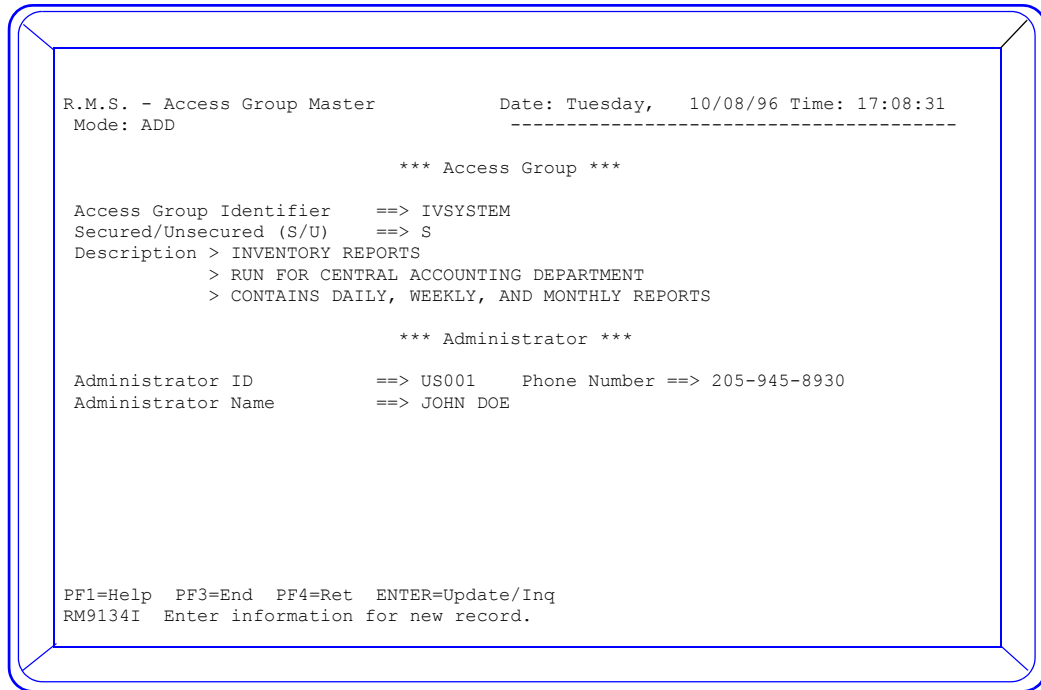 R.M.S. - Access Group Master Date: Tuesday, 10/08/96 Time: 17:08:31
Mode: ADD ----------------------------------------
*** Access Group ***
Access Group Identifier ==> IVSYSTEM
Secured/Unsecured (S/U) ==> S
Description > INVENTORY REPORTS
> RUN FOR CENTRAL ACCOUNTING DEPARTMENT
> CONTAINS DAILY, WEEKLY, AND MONTHLY REPORTS
*** Administrator ***
Administrator ID ==> US001 Phone Number ==> 205-945-8930
Administrator Name ==> JOHN DOE
PF1=Help PF3=End PF4=Ret ENTER=Update/Inq
RM9134I Enter information for new record.